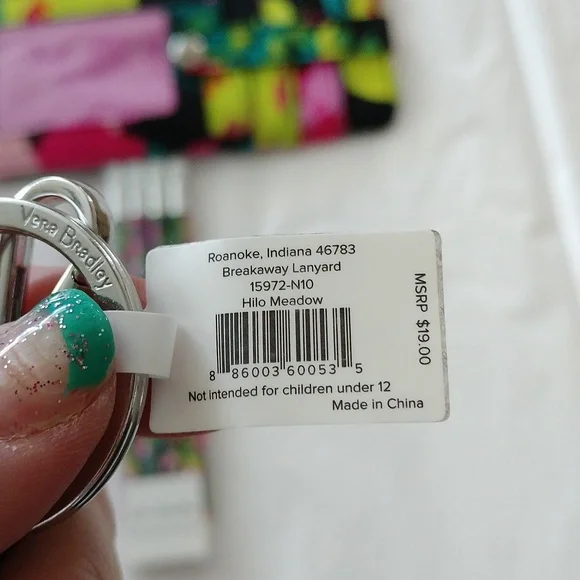 Vera Bradley
Roanoke, Indiana 46783
Breakaway Lanyard
15972-N10
Hilo Meadow
8 86003 60053 5
Not intended for children under 12
Made in China
MSRP $19.00